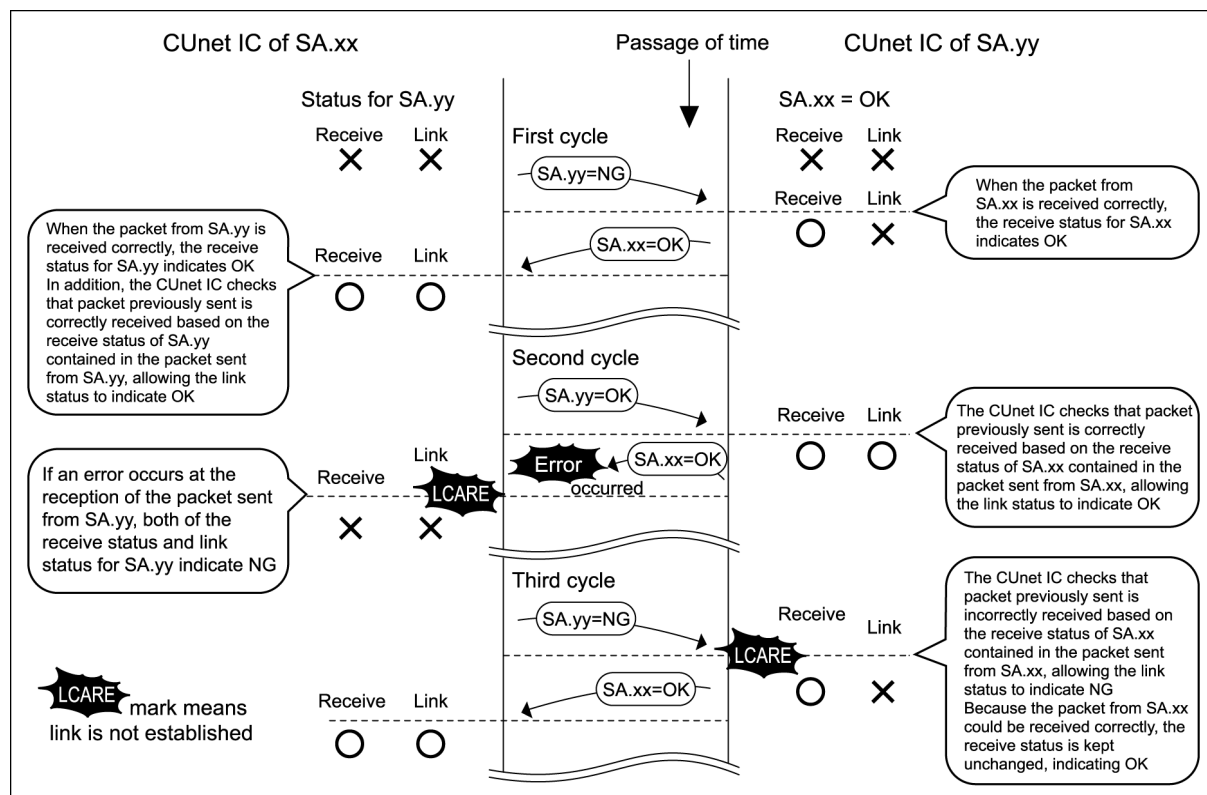 CUnet IC of SA.xx
Passage of time
CUnet IC of SA.yy
Status for SA.yy
SA.xx = OK
Receive
Link
First cycle
Receive
Link
SA.yy=NG
Receive
Link
When the packet from
SA.xx is received correctly,
the receive status for SA.xx
indicates OK
When the packet from SA.yy is
received correctly, the receive
status for SA.yy indicates OK
In addition, the CUnet IC checks
that packet previously sent is
correctly received based on the
receive status of SA.yy
contained in the packet sent
from SA.yy, allowing the link
status to indicate OK
Receive
Link
SA.xx=OK
Second cycle
SA.yy=OK
Receive
Link
The CUnet IC checks that packet
previously sent is correctly
received based on the receive
status of SA.xx contained in the
packet sent from SA.xx, allowing
the link status to indicate OK
If an error occurs at the
reception of the packet sent
from SA.yy, both of the
receive status and link
status for SA.yy indicate NG
Receive
Link
LCARE
Error
occurred
SA.xx=OK
Third cycle
SA.yy=NG
Receive
Link
LCARE
The CUnet IC checks that
packet previously sent is
incorrectly received based on
the receive status of SA.xx
contained in the packet sent
from SA.xx, allowing the link
status to indicate NG
Because the packet from SA.xx
could be received correctly, the
receive status is kept
unchanged, indicating OK
SA.xx=OK
Receive
Link
LCARE
mark means
link is not established